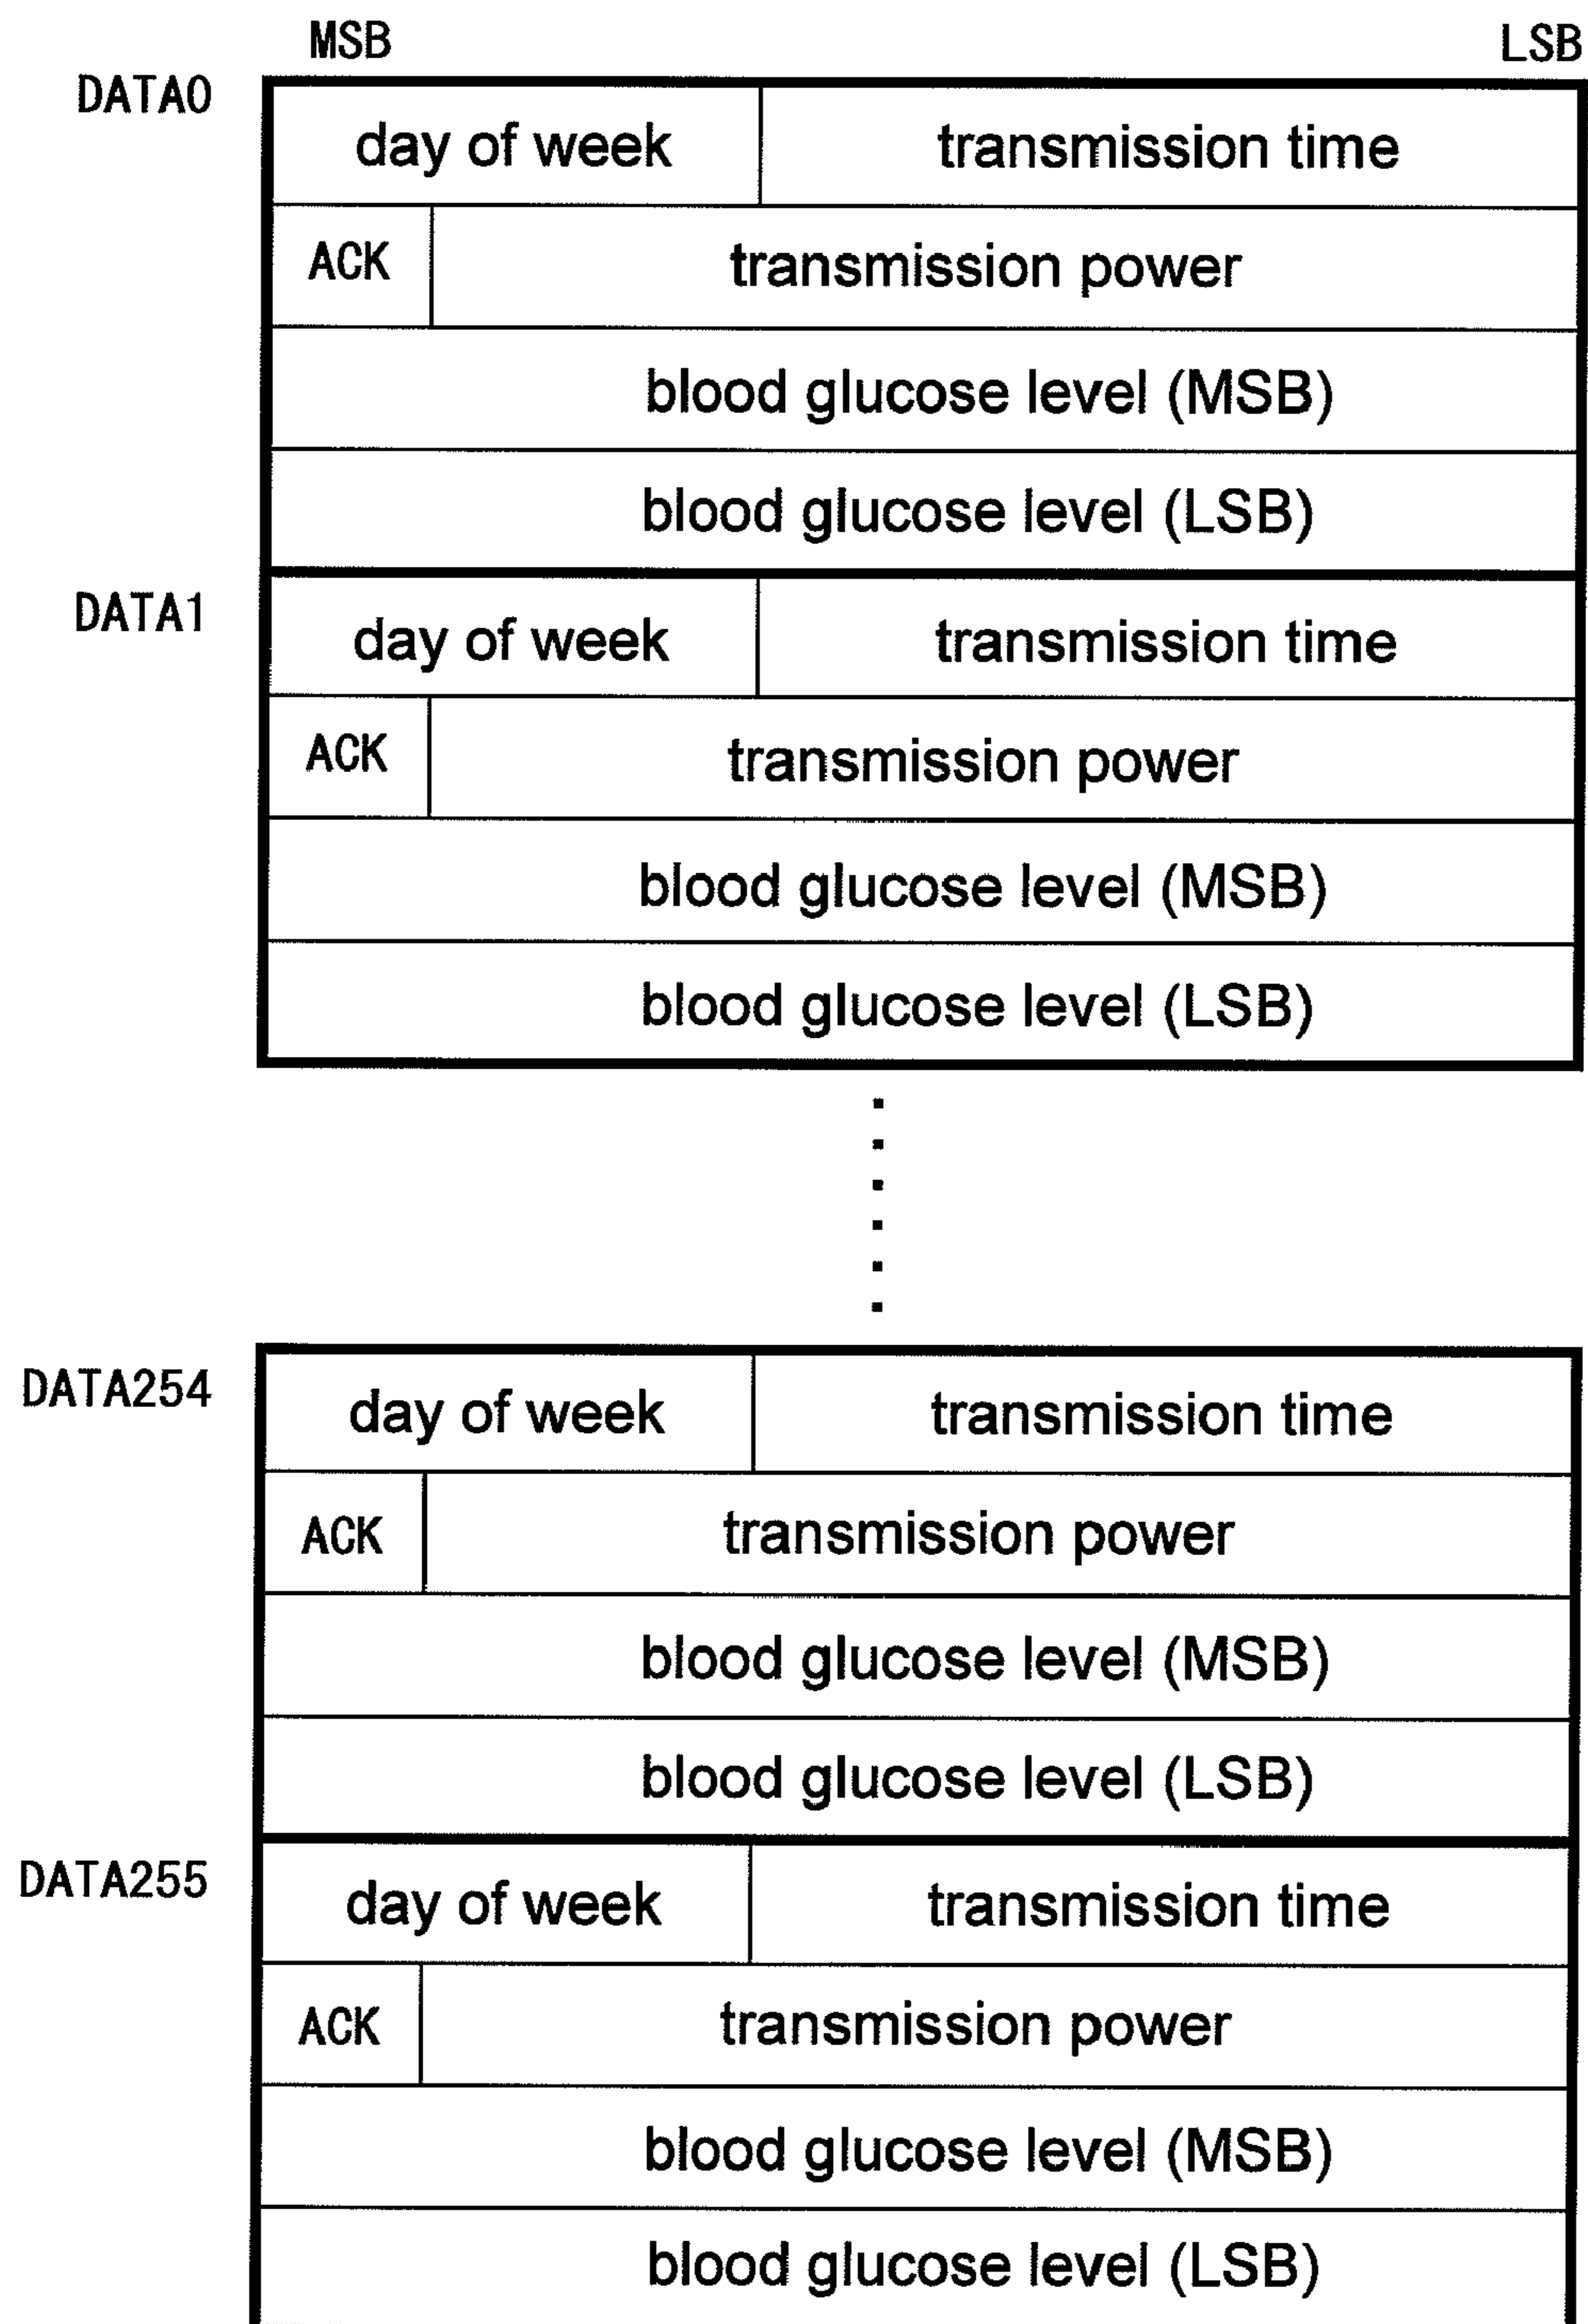 MSB LSB
DATA0
day of week transmission time
ACK transmission power
blood glucose level (MSB)
blood glucose level (LSB)
DATA1
day of week transmission time
ACK transmission power
blood glucose level (MSB)
blood glucose level (LSB)
DATA254
day of week transmission time
ACK transmission power
blood glucose level (MSB)
blood glucose level (LSB)
DATA255
day of week transmission time
ACK transmission power
blood glucose level (MSB)
blood glucose level (LSB)